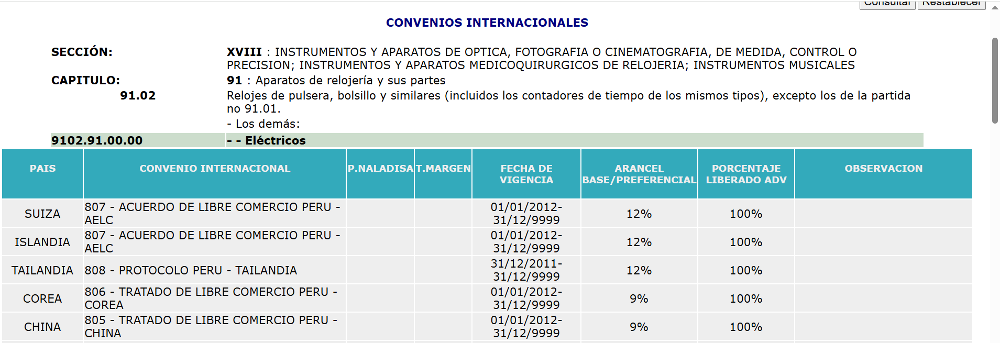 Consultar Restablecer
CONVENIOS INTERNACIONALES
SECCIÓN: XVIII : INSTRUMENTOS Y APARATOS DE OPTICA, FOTOGRAFIA O CINEMATOGRAFIA, DE MEDIDA, CONTROL O
PRECISION; INSTRUMENTOS Y APARATOS MEDICOQUIRURGICOS DE RELOJERIA; INSTRUMENTOS MUSICALES
CAPITULO: 91 : Aparatos de relojería y sus partes
91.02 Relojes de pulsera, bolsillo y similares (incluidos los contadores de tiempo de los mismos tipos), excepto los de la partida
no 91.01.
- Los demás:
9102.91.00.00 - - Eléctricos
PAIS CONVENIO INTERNACIONAL P.NALADISA T.MARGEN FECHA DE VIGENCIA ARANCEL BASE/PREFERENCIAL PORCENTAJE LIBERADO ADV OBSERVACION
SUIZA 807 - ACUERDO DE LIBRE COMERCIO PERU - AELC 01/01/2012-31/12/9999 12% 100%
ISLANDIA 807 - ACUERDO DE LIBRE COMERCIO PERU - AELC 01/01/2012-31/12/9999 12% 100%
TAILANDIA 808 - PROTOCOLO PERU - TAILANDIA 31/12/2011-31/12/9999 12% 100%
COREA 806 - TRATADO DE LIBRE COMERCIO PERU - COREA 01/01/2012-31/12/9999 9% 100%
CHINA 805 - TRATADO DE LIBRE COMERCIO PERU - CHINA 01/01/2012-31/12/9999 9% 100%